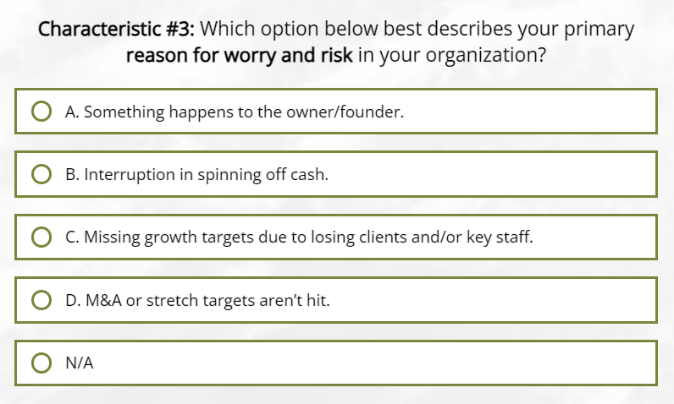 Characteristic #3: Which option below best describes your primary
reason for worry and risk in your organization?
A. Something happens to the owner/founder.
B. Interruption in spinning off cash.
C. Missing growth targets due to losing clients and/or key staff.
D. M&A or stretch targets aren't hit.
N/A